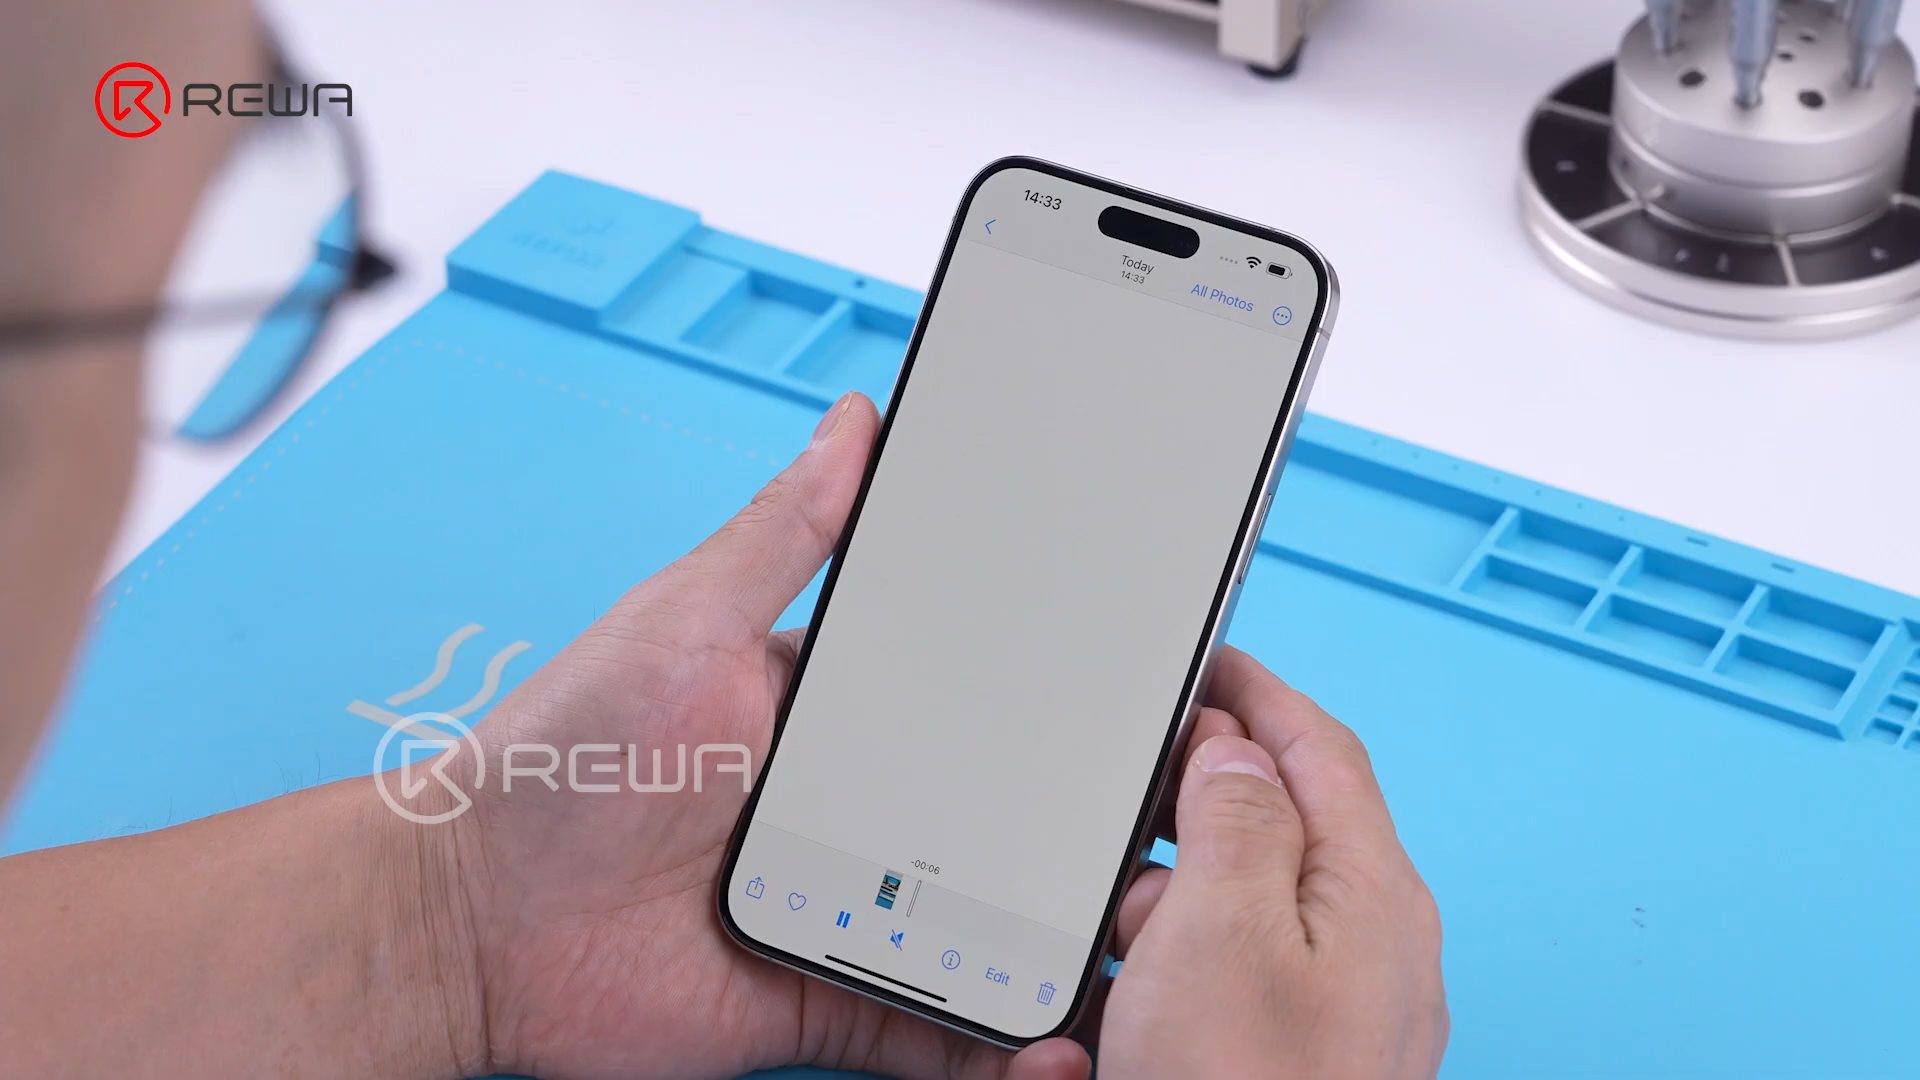 REWA
14:33
Today
14:33
All Photos
REWA
-00:06
Edit